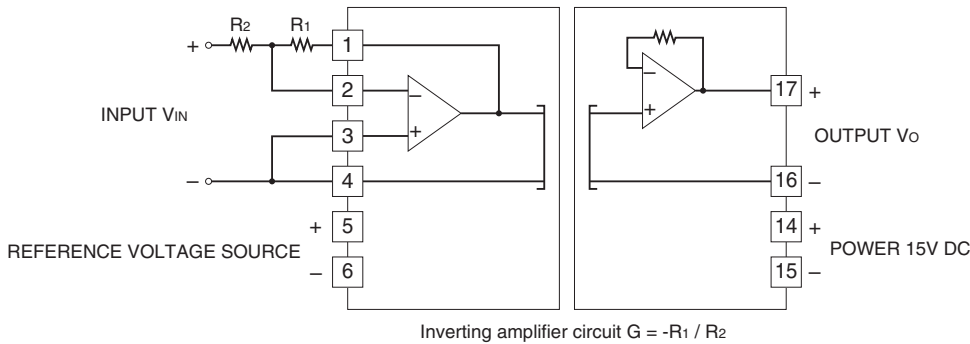 R2 R1
+ 1
2 −
INPUT VIN
3 +
− 4
+ 5
REFERENCE VOLTAGE SOURCE
− 6
−
+
17 +
OUTPUT VO
16 −
14 +
POWER 15V DC
15 −
Inverting amplifier circuit G = -R1 / R2